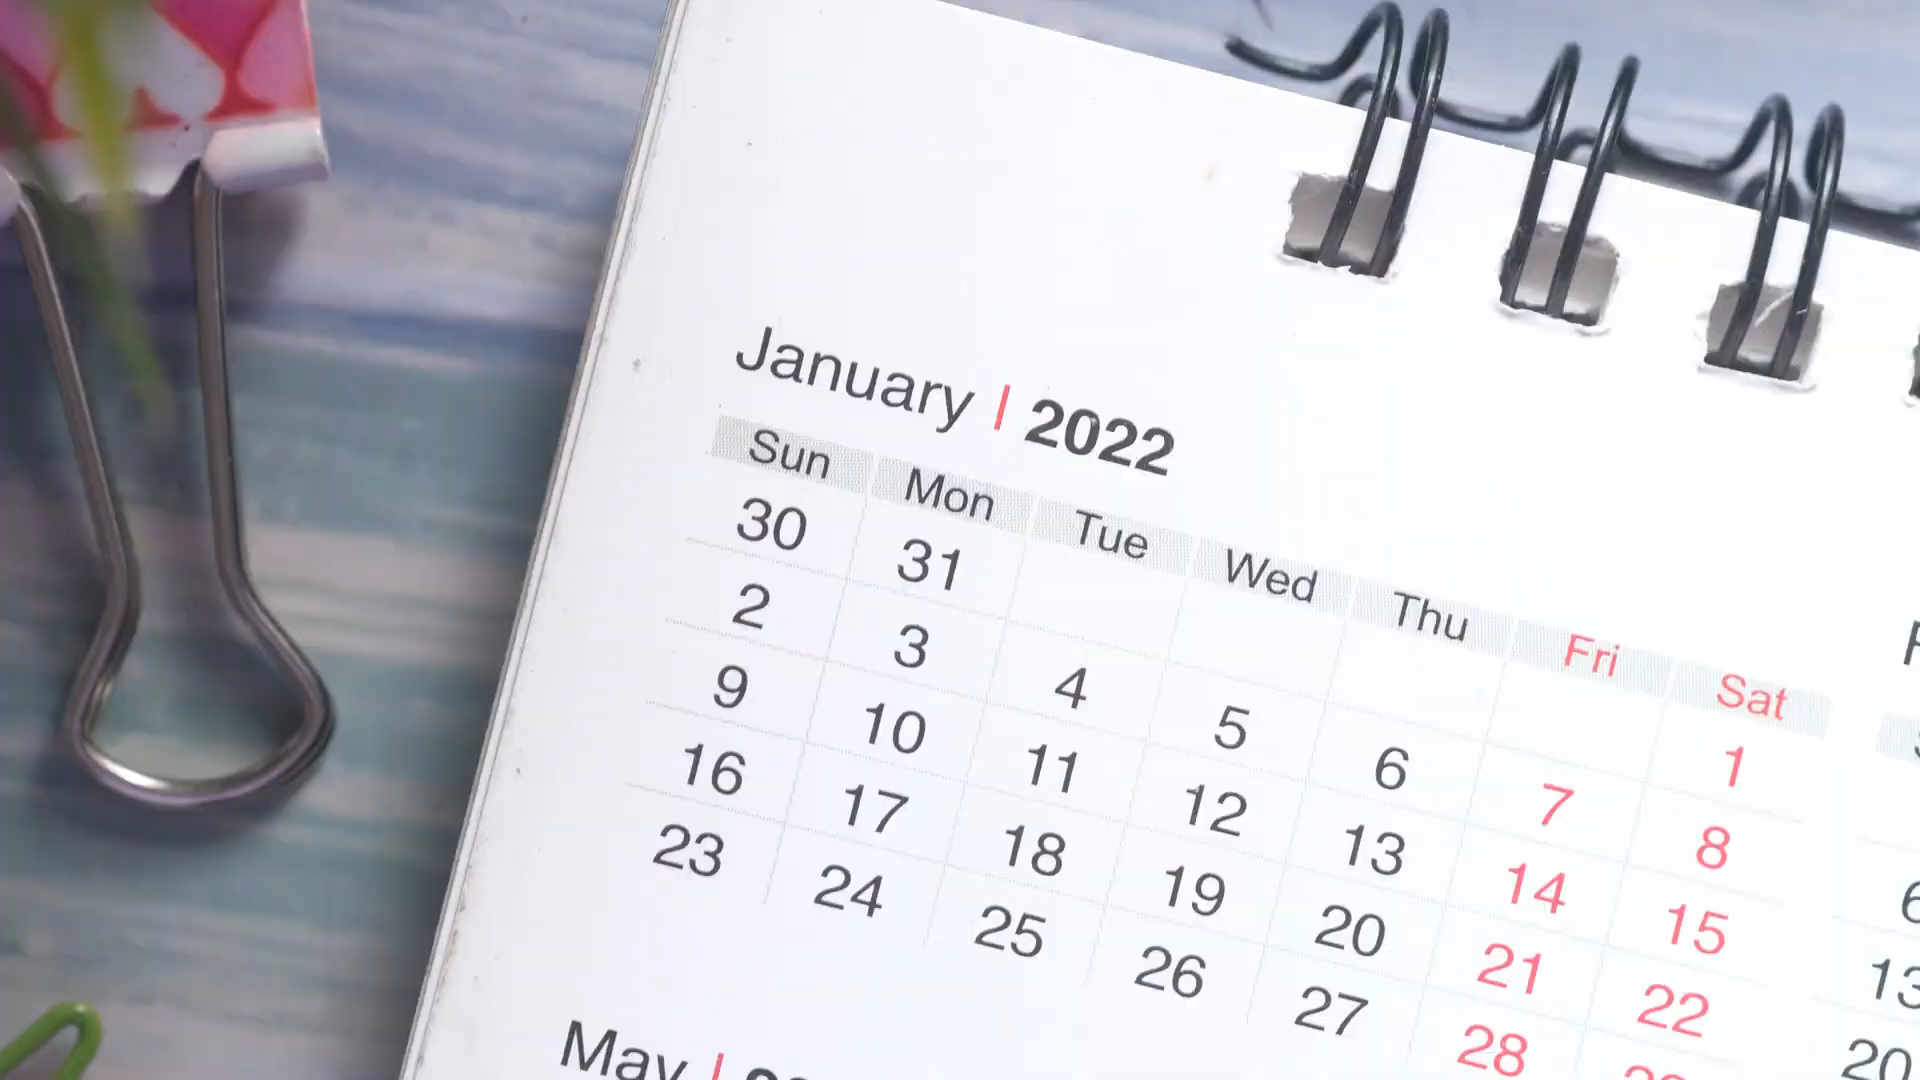 January | 2022
Sun Mon Tue Wed Thu Fri Sat
30 31 1
2 3 4 5 6 7 8
9 10 11 12 13 14 15
16 17 18 19 20 21 22
23 24 25 26 27 28
May |
13
20